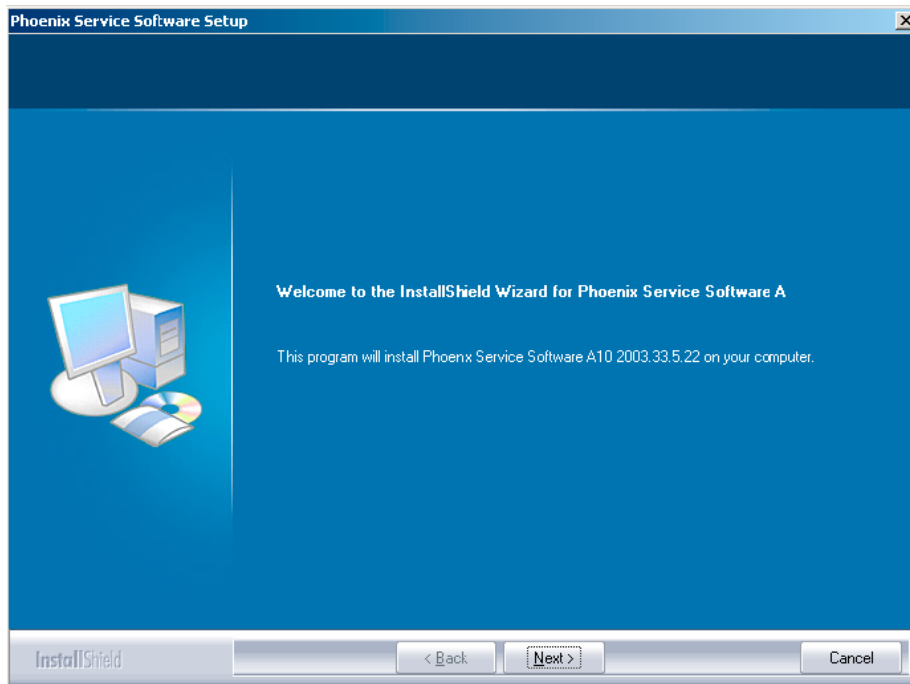 Phoenix Service Software Setup
Welcome to the InstallShield Wizard for Phoenix Service Software A
This program will install Phoenx Service Software A10 2003.33.5.22 on your computer.
InstallShield
< Back
Next >
Cancel